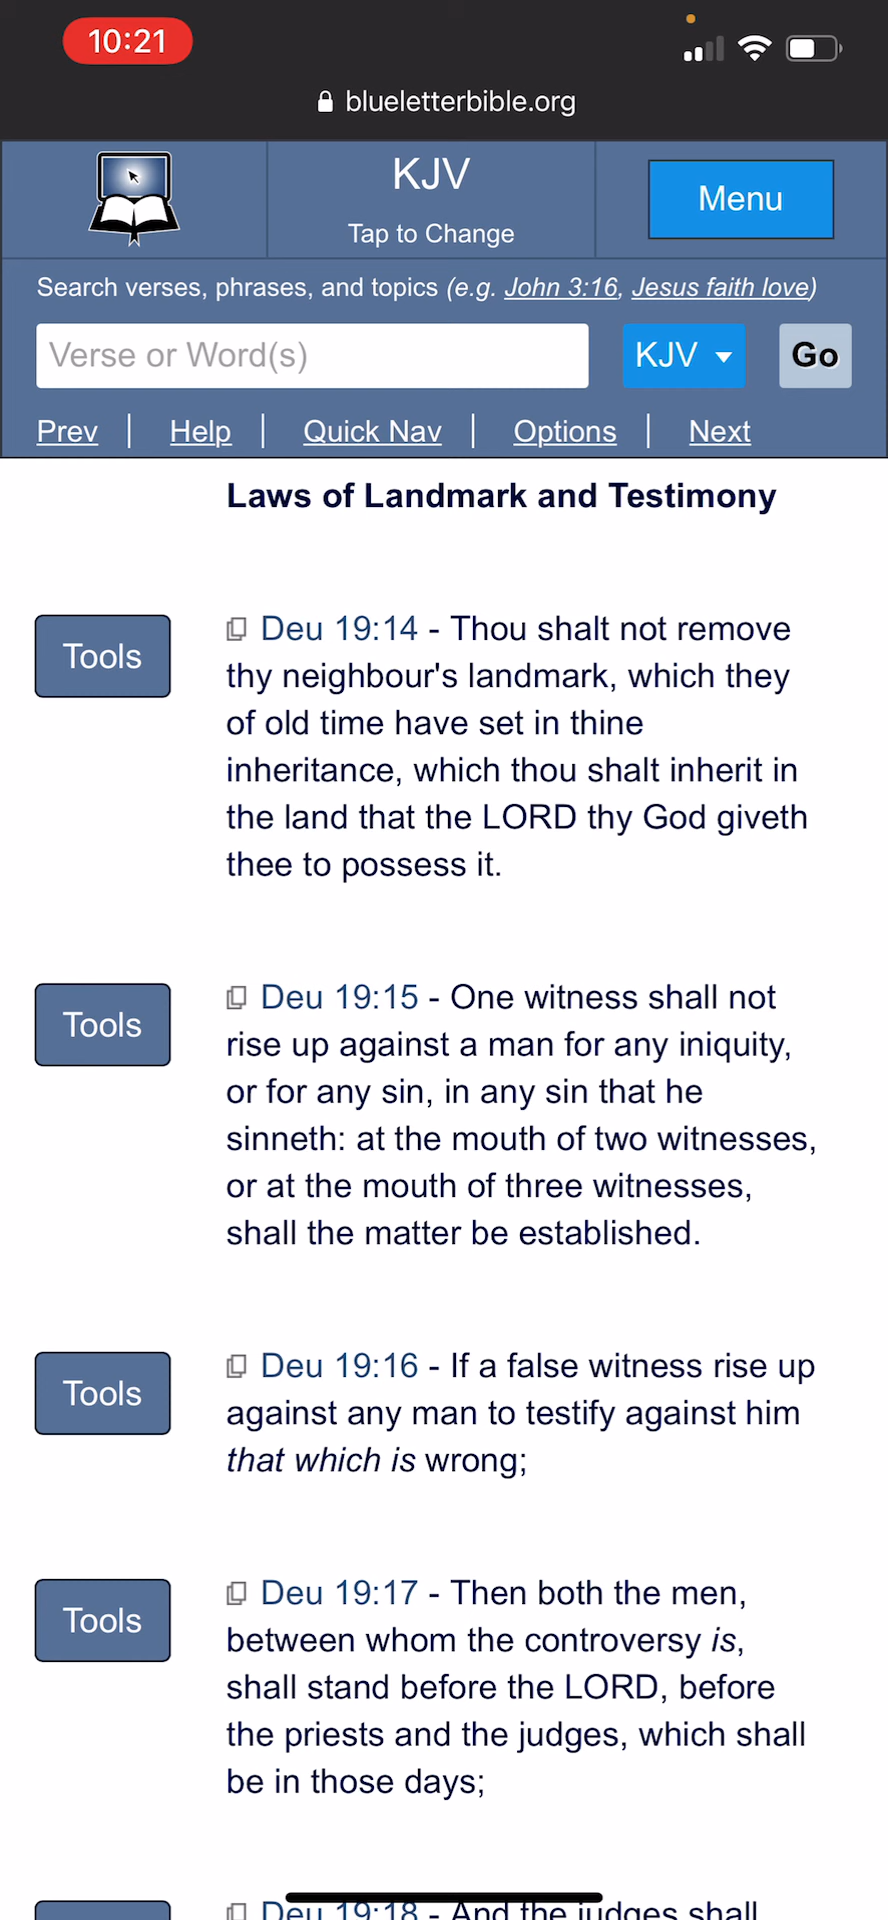 10:21
blueletterbible.org
KJV
Tap to Change
Menu
Search verses, phrases, and topics (e.g. John 3:16, Jesus faith love)
Verse or Word(s)
KJV
Go
Prev | Help | Quick Nav | Options | Next
Laws of Landmark and Testimony
Tools
Deu 19:14 - Thou shalt not remove
thy neighbour's landmark, which they
of old time have set in thine
inheritance, which thou shalt inherit in
the land that the LORD thy God giveth
thee to possess it.
Tools
Deu 19:15 - One witness shall not
rise up against a man for any iniquity,
or for any sin, in any sin that he
sinneth: at the mouth of two witnesses,
or at the mouth of three witnesses,
shall the matter be established.
Tools
Deu 19:16 - If a false witness rise up
against any man to testify against him
that which is wrong;
Tools
Deu 19:17 - Then both the men,
between whom the controversy is,
shall stand before the LORD, before
the priests and the judges, which shall
be in those days;
Deu 19:18 - And the judges shall